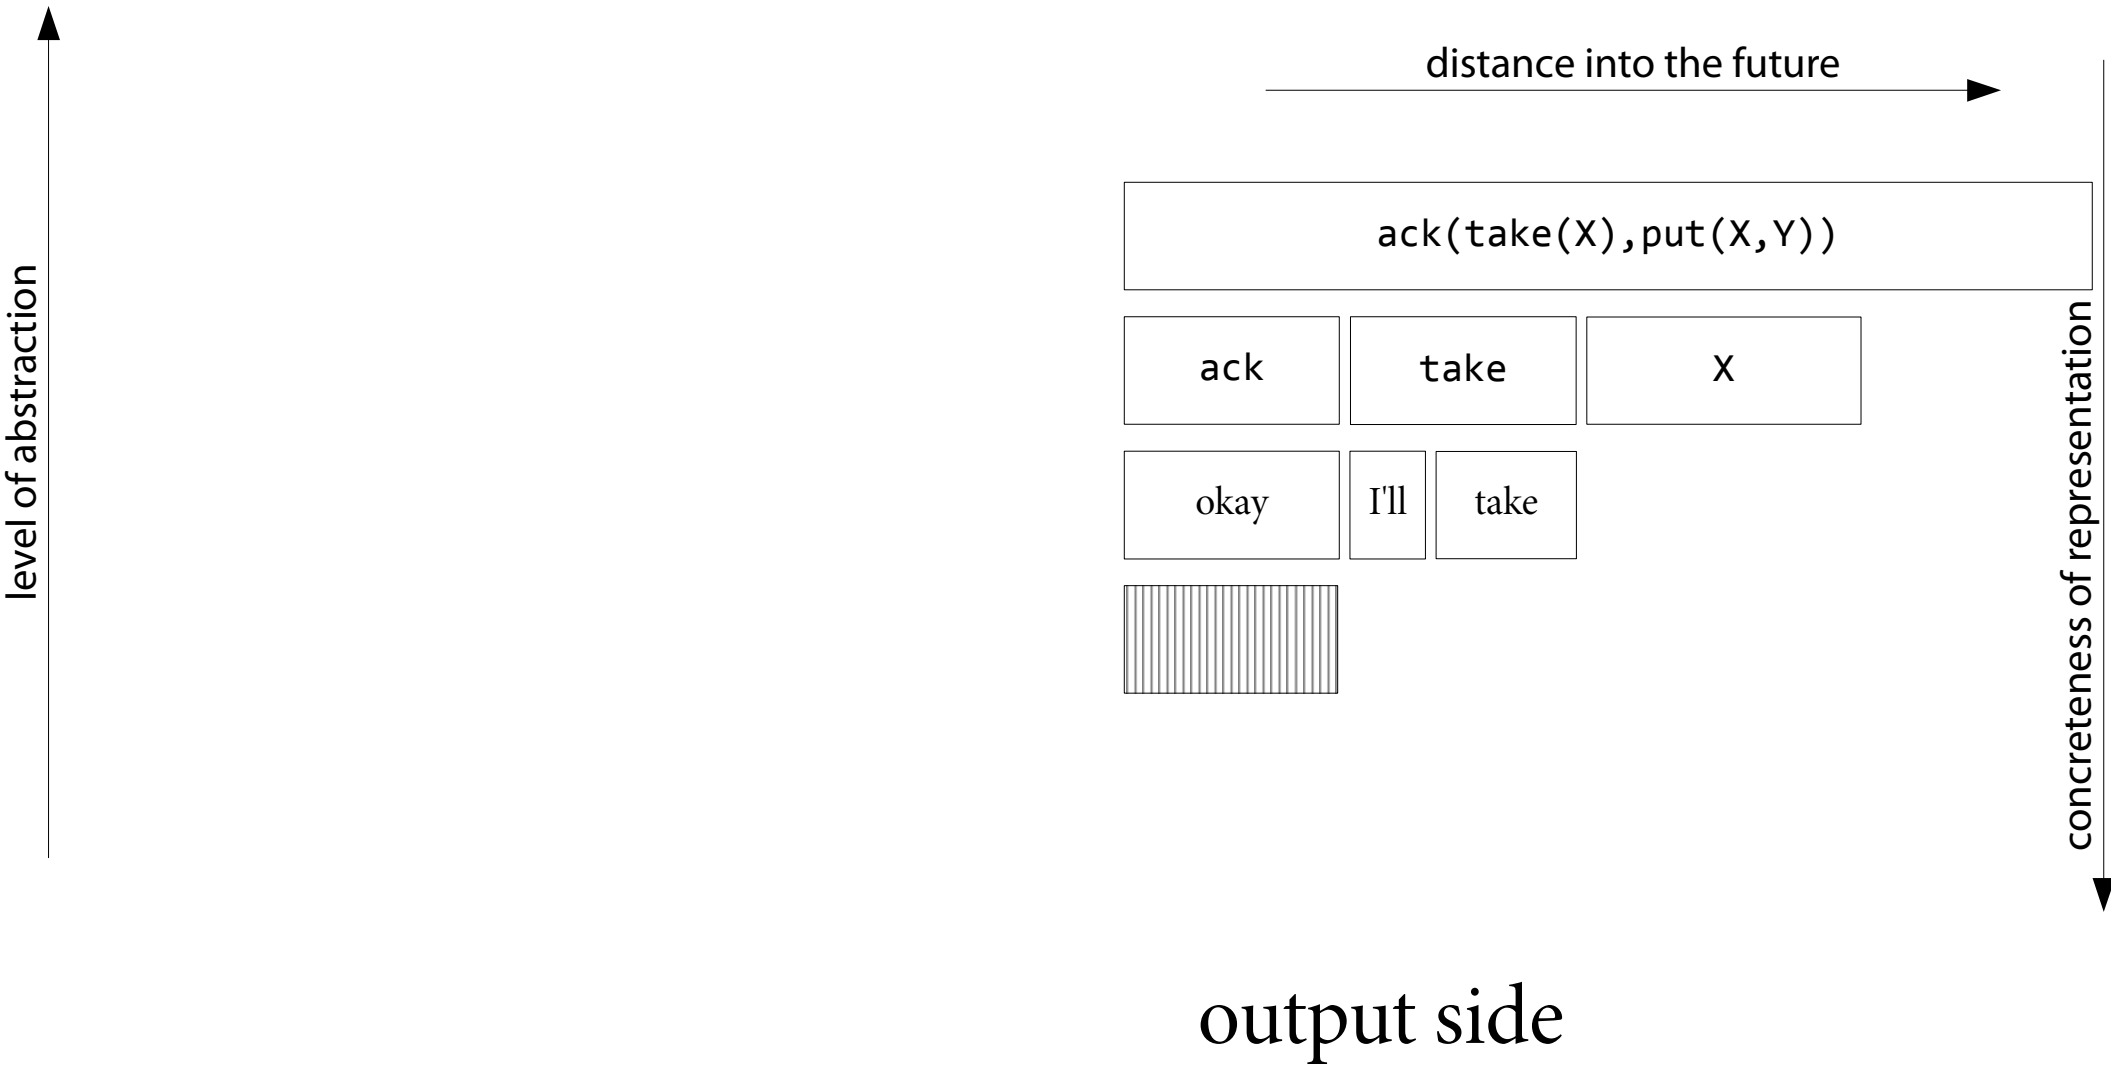 distance into the future
level of abstraction
ack(take(X),put(X,Y))
concreteness of representation
ack
take
X
okay
I'll
take
output side